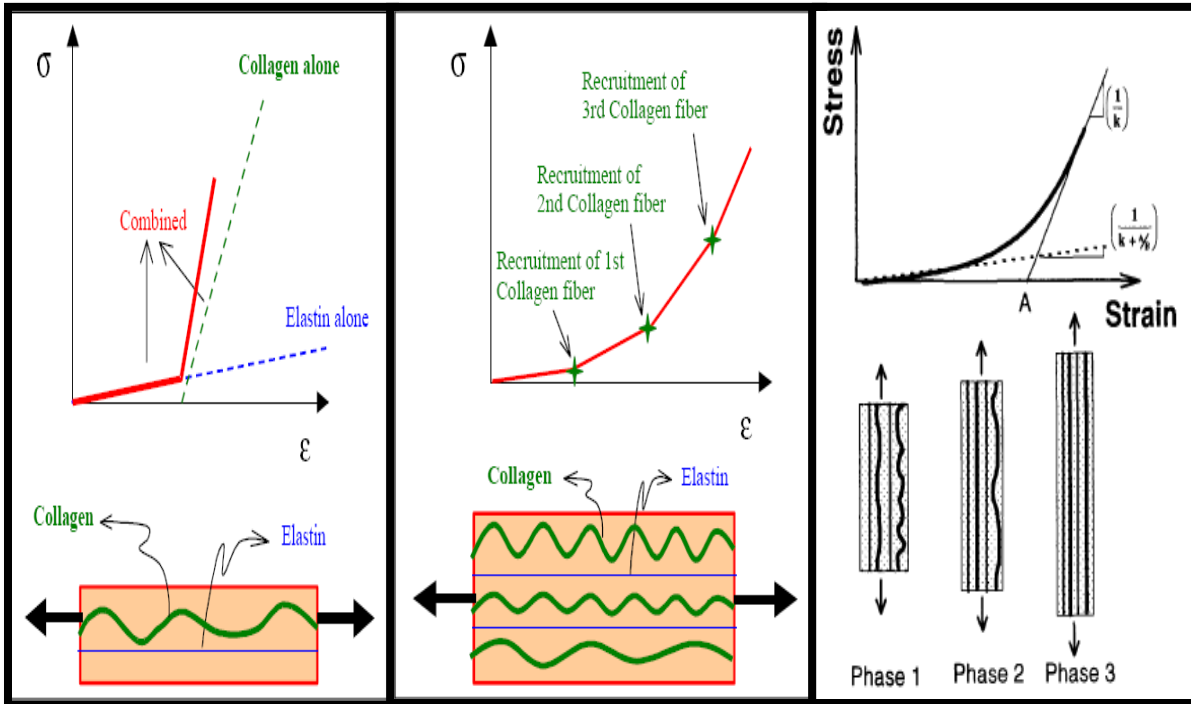 σ
Collagen alone
Combined
Elastin alone
ε
Collagen
Elastin
σ
Recruitment of
3rd Collagen fiber
Recruitment of
2nd Collagen fiber
Recruitment of 1st
Collagen fiber
ε
Collagen
Elastin
Stress
(1/k)
A
Strain
Phase 1
Phase 2
Phase 3